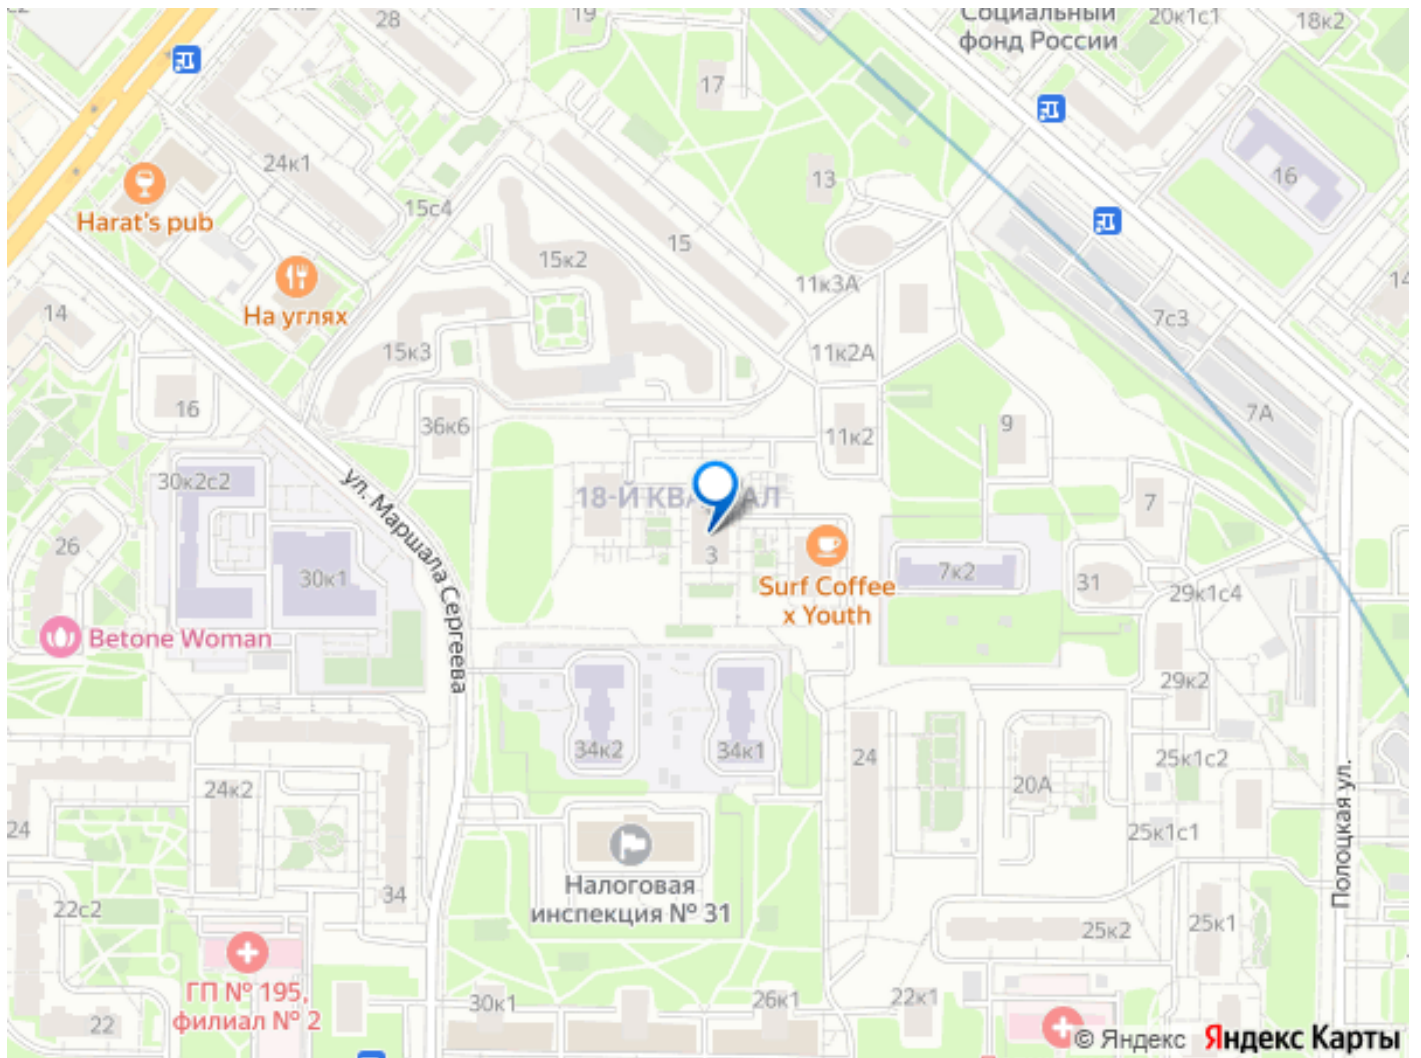 с2
24к2
28
19
Социальный
фонд России
20к1с1
18к2
17
24к1
16
13
Harat's pub
15с4
15
15к2
11к3А
14
На углях
14
7с3
15к3
11к2А
16
36к6
11к2
9
7А
30к2с2
ул. Маршала Сергеева
18-Й КВА АЛ
7
26
30к1
3
Surf Coffee
x Youth
7к2
31
29к1с4
Betone Woman
29к2
34к2
34к1
24
25к1с2
24к2
20А
Полоцкая ул.
24
25к1с1
Налоговая
инспекция № 31
34
22с2
25к2
25к1
ГП № 195,
филиал № 2
30к1
26к1
22к1
22
© Яндекс Яндекс Карты